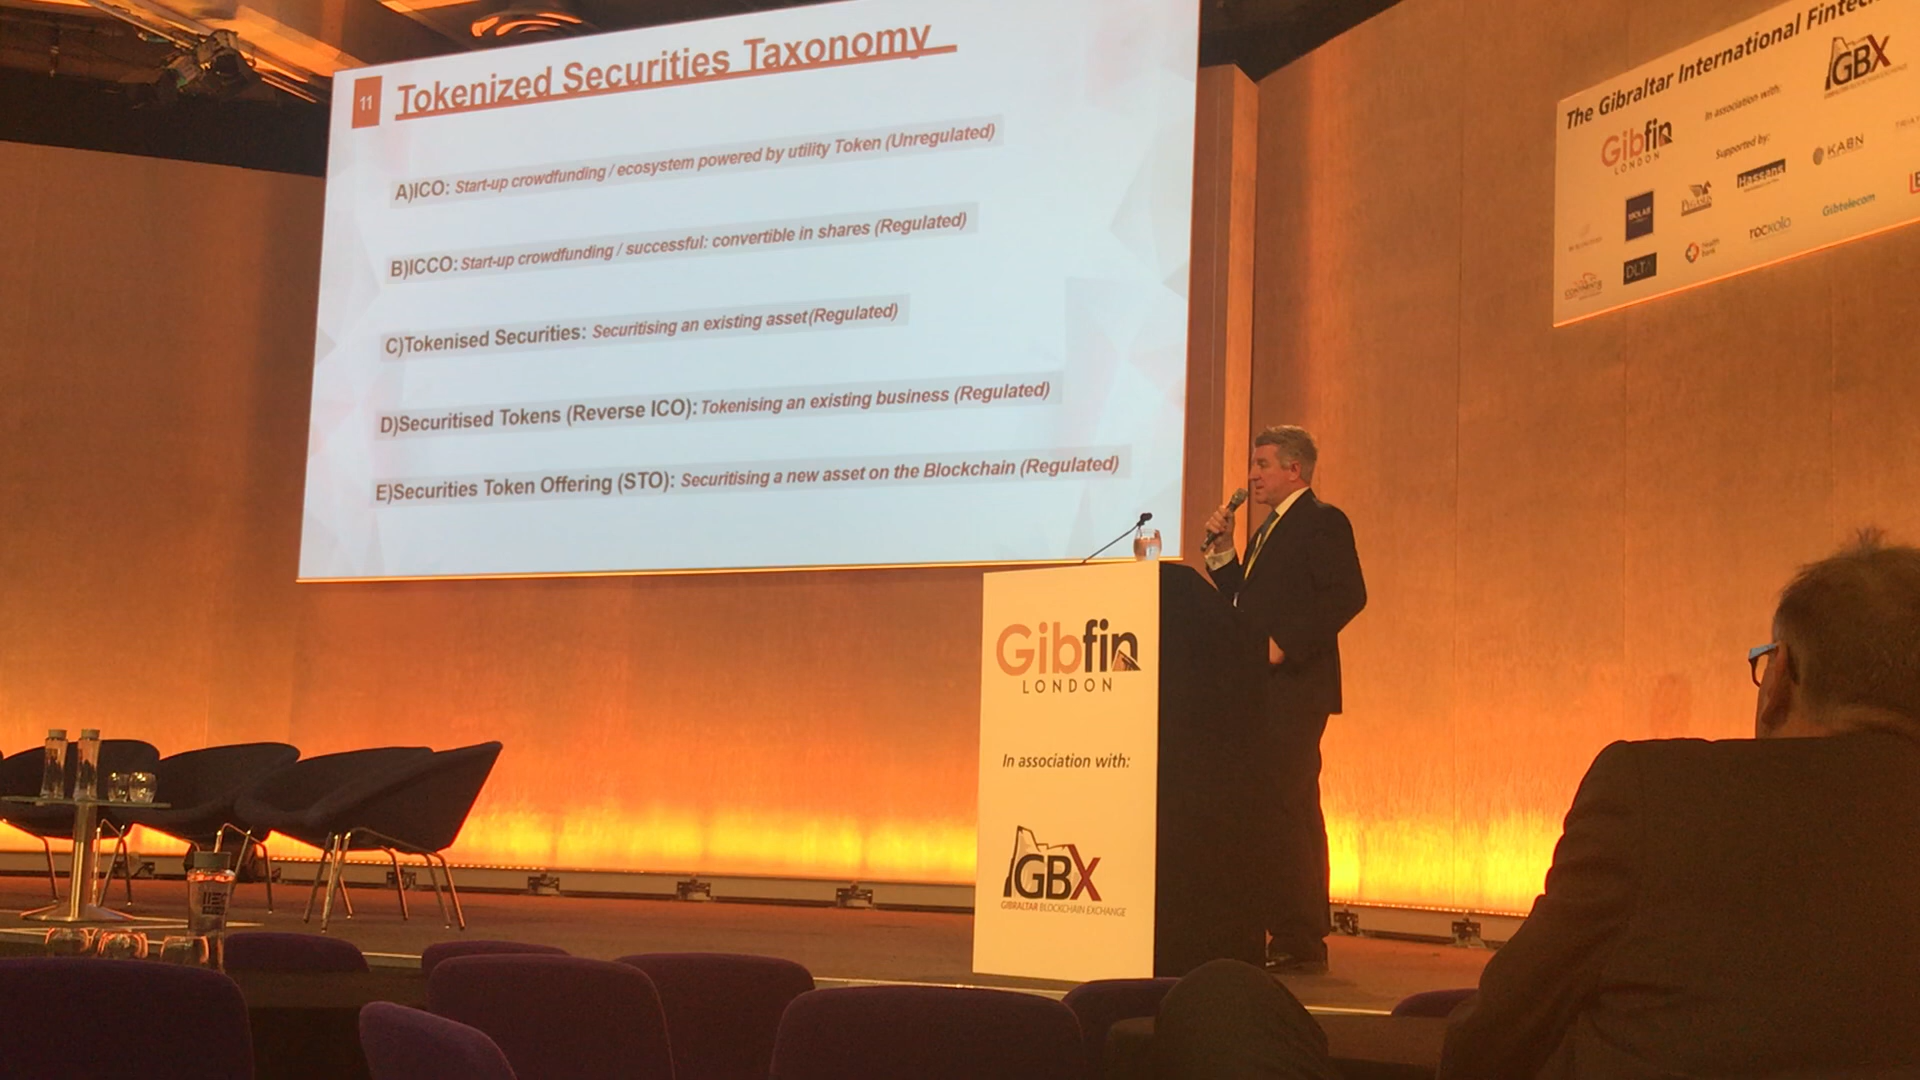 11
Tokenized Securities Taxonomy
A)ICO: Start-up crowdfunding / ecosystem powered by utility Token (Unregulated)
B)ICCO: Start-up crowdfunding / successful: convertible in shares (Regulated)
C)Tokenised Securities: Securitising an existing asset (Regulated)
D)Securitised Tokens (Reverse ICO): Tokenising an existing business (Regulated)
E)Securities Token Offering (STO): Securitising a new asset on the Blockchain (Regulated)
The Gibraltar International
Gibfin
LONDON
In association with:
GBX
GIBRALTAR BLOCKCHAIN EXCHANGE
Supported by:
Hassans
KABN
DLT
rockolo
Gibtelecom
Gibfin
LONDON
In association with:
GBX
GIBRALTAR BLOCKCHAIN EXCHANGE